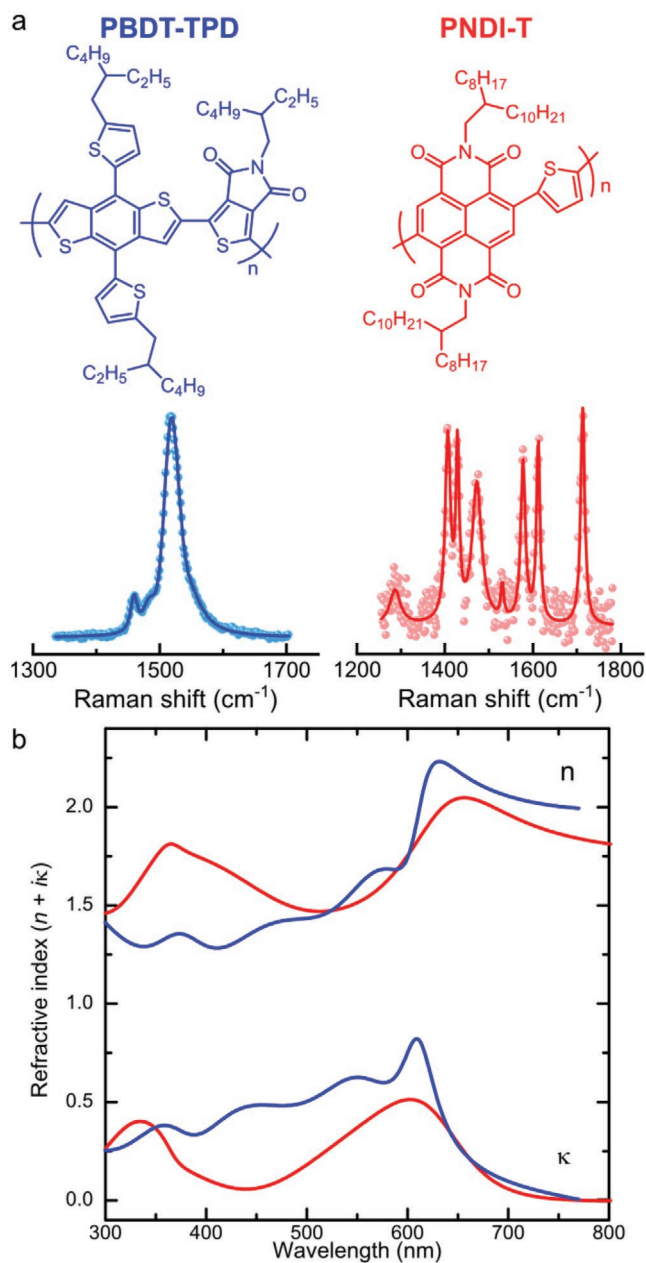 a
PBDT-TPD
PNDI-T
C4H9
C2H5
C4H9
C2H5
S
O
N
O
S
S
S
S
n
S
C2H5
C4H9
C8H17
C10H21
O
N
O
S
n
O
N
O
C10H21
C8H17
1300 1500 1700
Raman shift (cm-1)
1200 1400 1600 1800
Raman shift (cm-1)
b
n
κ
2.0
1.5
1.0
0.5
0.0
Refractive index (n + iκ)
300 400 500 600 700 800
Wavelength (nm)